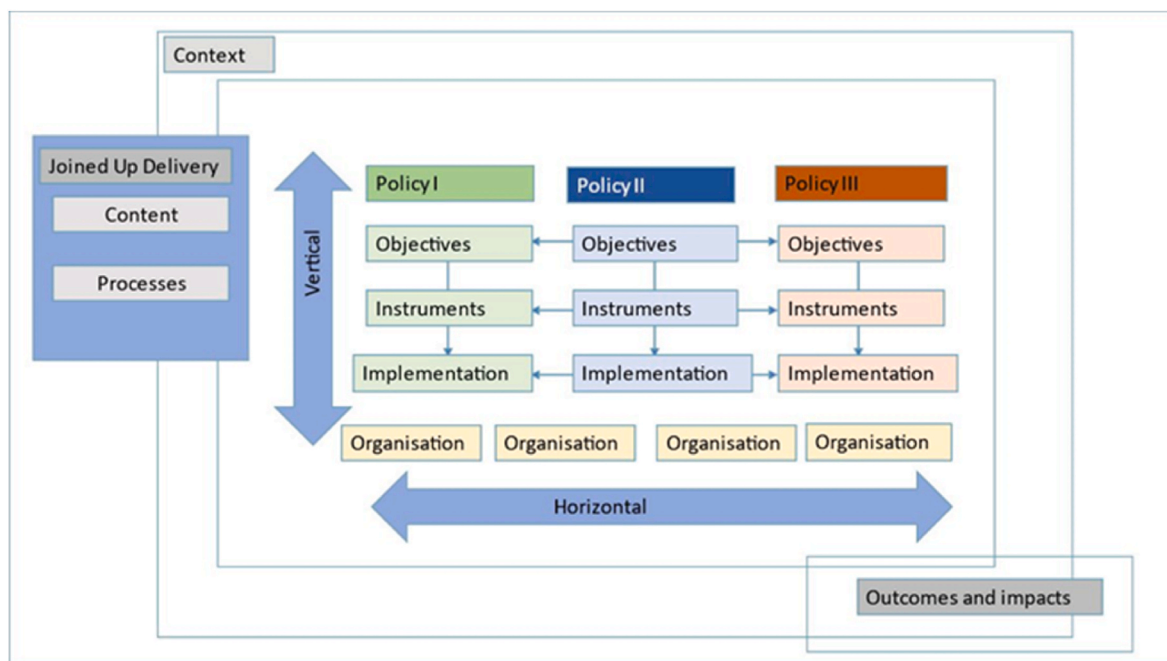 Context
Joined Up Delivery
Content
Processes
Vertical
Policy I
Policy II
Policy III
Objectives
Objectives
Objectives
Instruments
Instruments
Instruments
Implementation
Implementation
Implementation
Organisation
Organisation
Organisation
Organisation
Horizontal
Outcomes and impacts